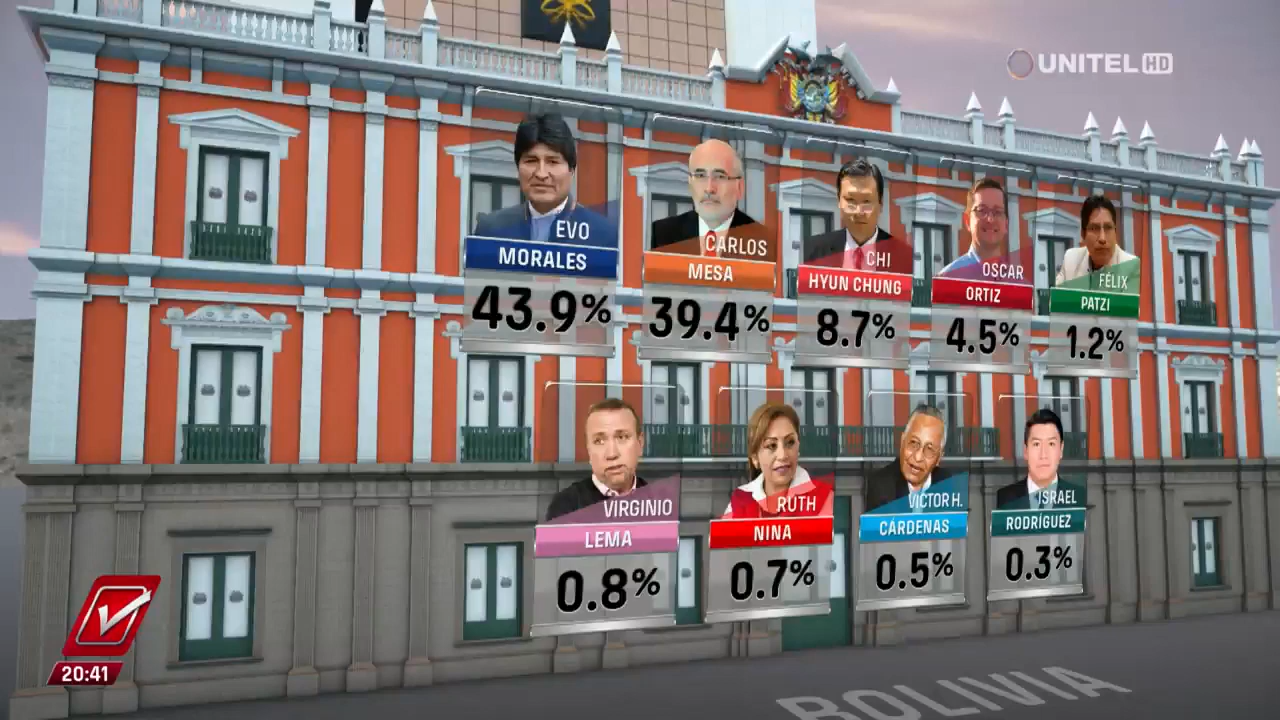 UNITEL HD
EVO
MORALES
43.9%
CARLOS
MESA
39.4%
CHI
HYUN CHUNG
8.7%
OSCAR
ORTIZ
4.5%
FÉLIX
PATZI
1.2%
VIRGINIO
LEMA
0.8%
RUTH
NINA
0.7%
VICTOR H.
CÁRDENAS
0.5%
ISRAEL
RODRÍGUEZ
0.3%
20:41
BOLIVIA